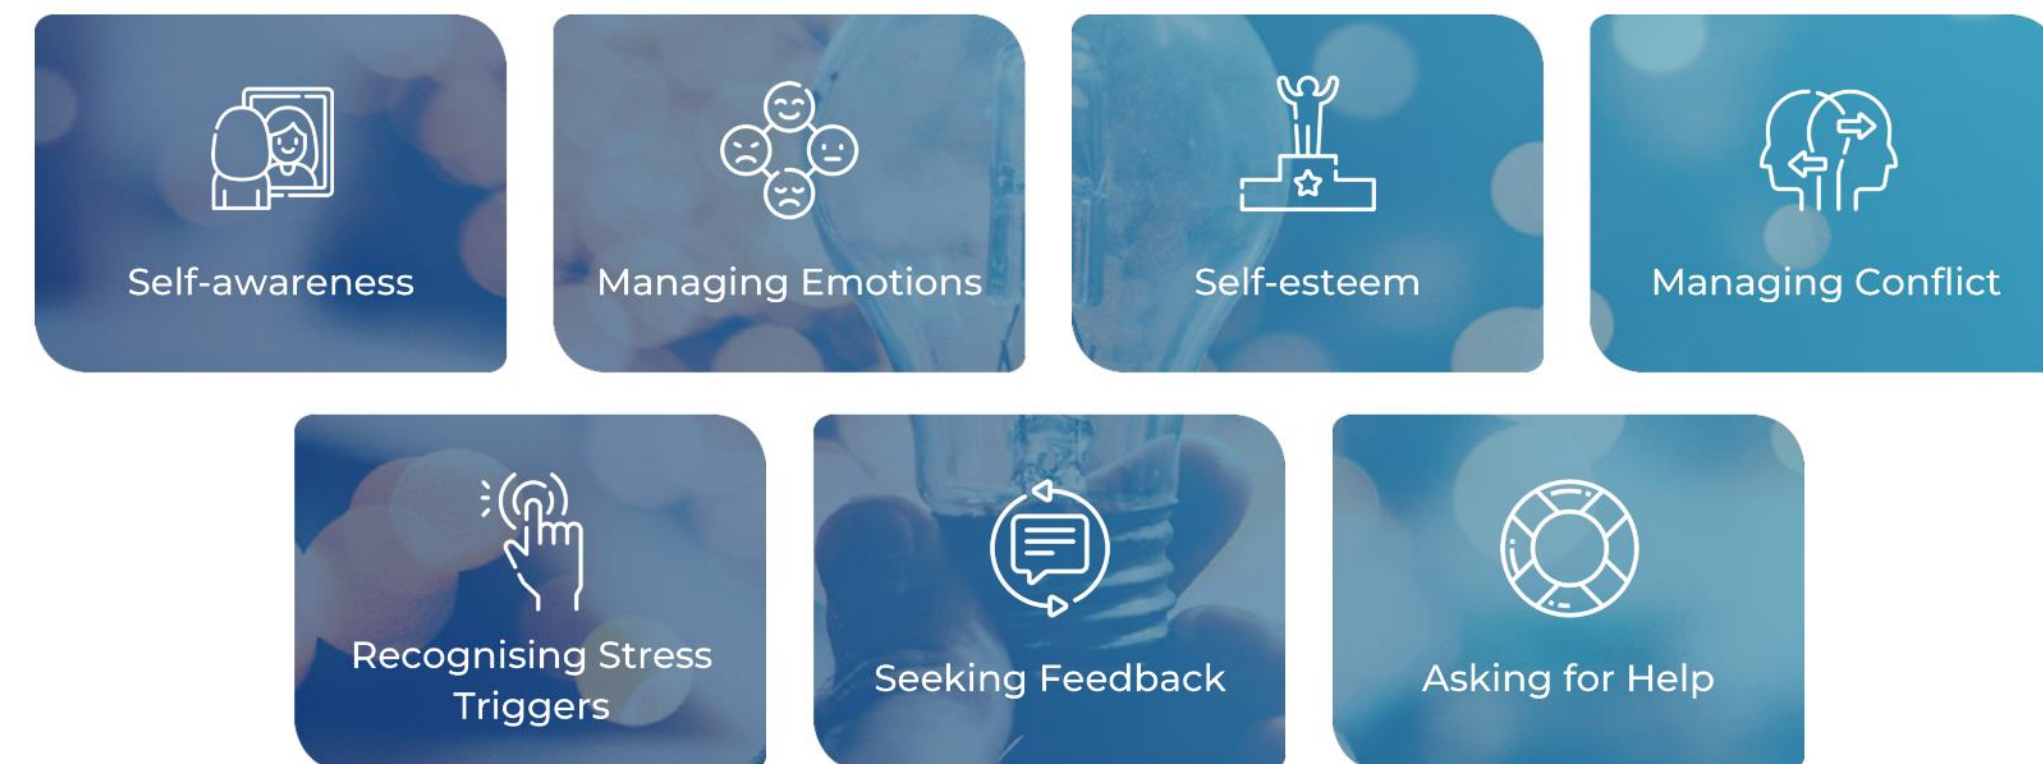 Self-awareness
Managing Emotions
Self-esteem
Managing Conflict
Recognising Stress
Triggers
Seeking Feedback
Asking for Help